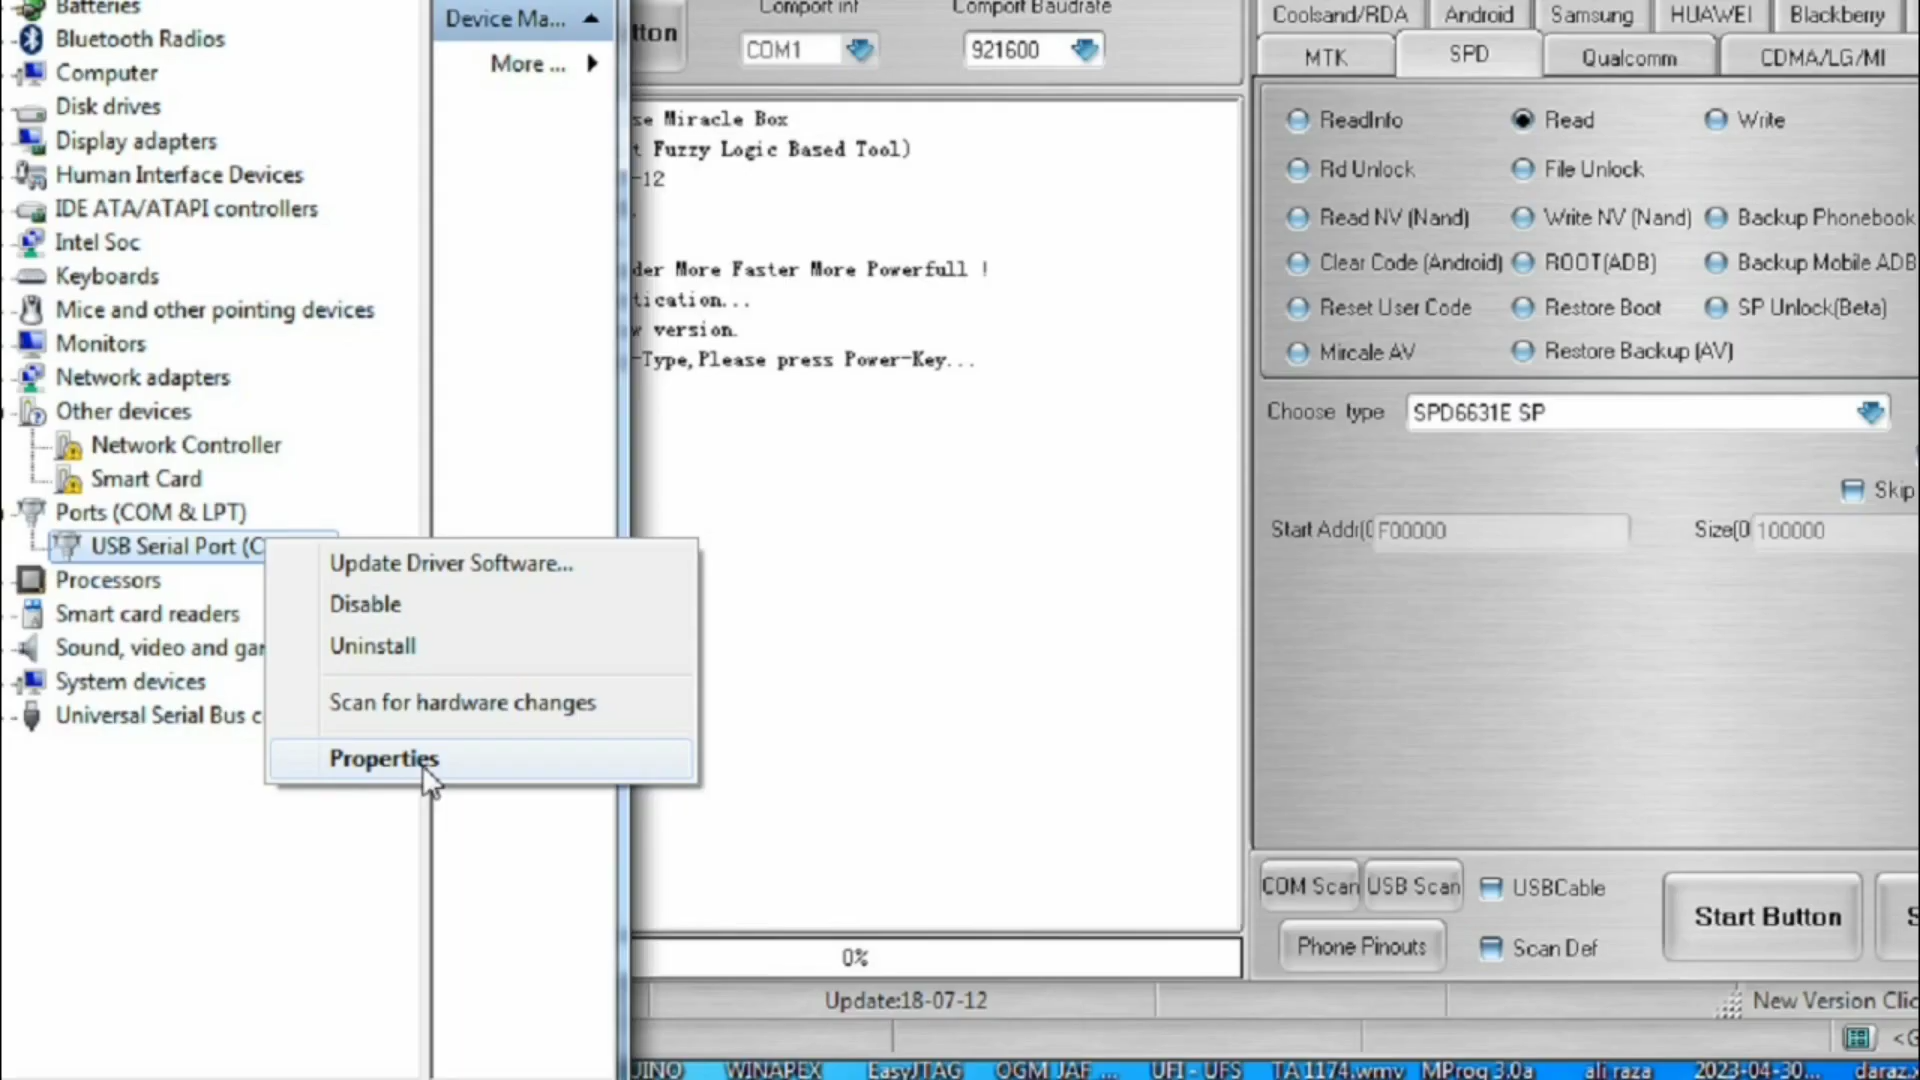 Batteries
Bluetooth Radios
Computer
Disk drives
Display adapters
Human Interface Devices
IDE ATA/ATAPI controllers
Intel Soc
Keyboards
Mice and other pointing devices
Monitors
Network adapters
Other devices
Network Controller
Smart Card
Ports (COM & LPT)
USB Serial Port (C
Processors
Smart card readers
Sound, video and gar
System devices
Universal Serial Bus c
Update Driver Software...
Disable
Uninstall
Scan for hardware changes
Properties
Device Ma...
More ...
tton
Comport Inf
Comport Baudrate
COM1
921600
se Miracle Box
t Fuzzy Logic Based Tool)
-12
.
der More Faster More Powerfull !
tication...
w version.
-Type,Please press Power-Key...
0%
Update:18-07-12
Coolsand/RDA Android Samsung HUAWEI Blackberry
MTK SPD Qualcomm CDMA/LG/MI
ReadInfo Read Write
Rd Unlock File Unlock
Read NV (Nand) Write NV (Nand) Backup Phonebook
Clear Code (Android) ROOT(ADB) Backup Mobile ADB
Reset User Code Restore Boot SP Unlock(Beta)
Mircale AV Restore Backup (AV)
Choose type SPD6631E SP
Skip
Start Addr(0 F00000 Size(0 100000
COM Scan USB Scan USBCable
Start Button S
Phone Pinouts Scan Def
New Version Clic
<G
UINO WINAPEX EasyJTAG OGM JAF ... UFI - UFS TA1174.wmv MProg 3.0a ali raza 2023-04-30... daraz.x